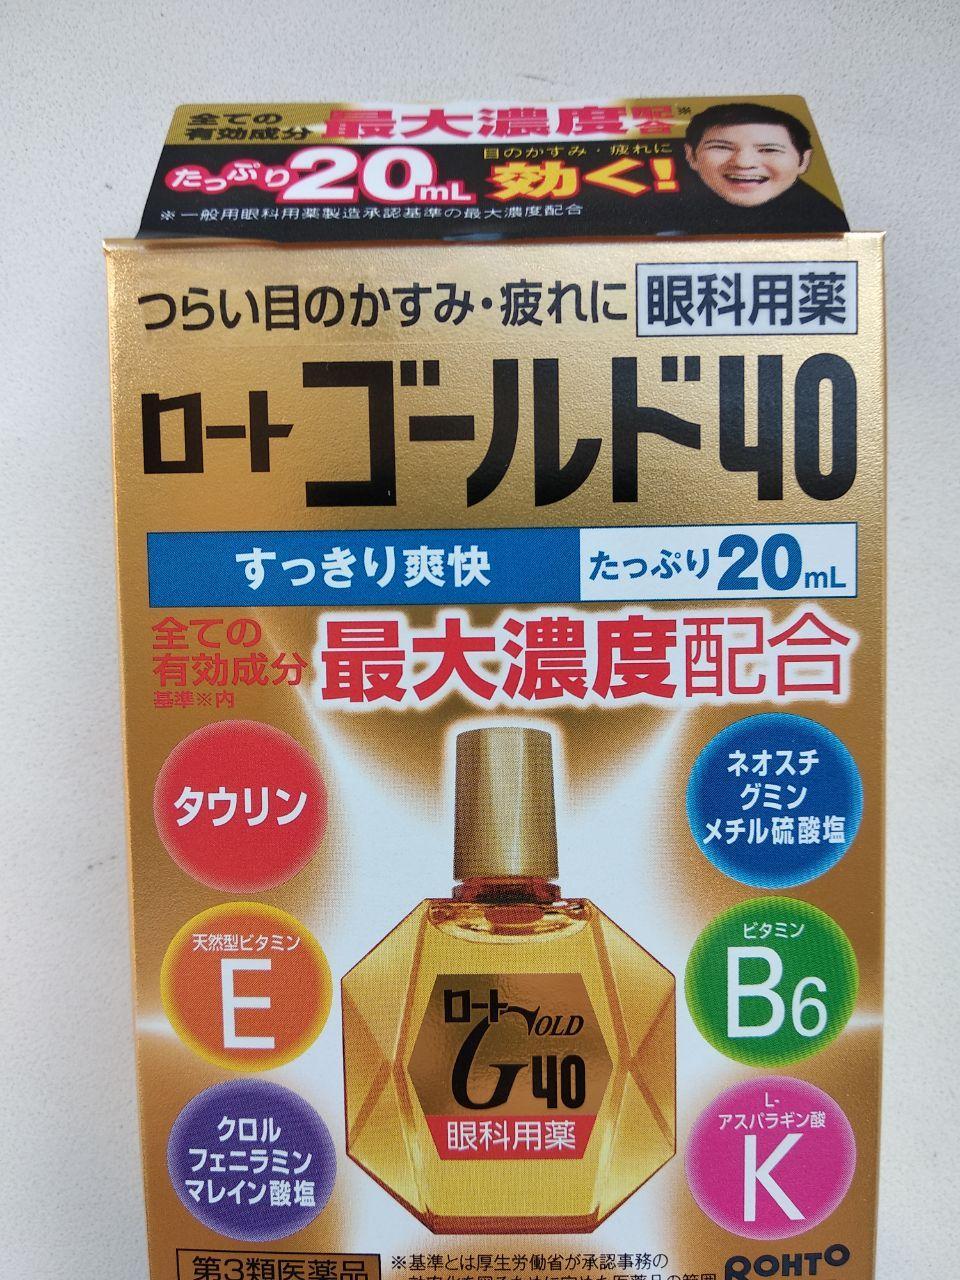 全ての
有効成分 最大濃度配合※
たっぷり20mL 目のかすみ・疲れに
効く!
※一般用眼科用薬製造承認基準の最大濃度配合
つらい目のかすみ・疲れに 眼科用薬
ロート ゴールド40
すっきり爽快 たっぷり20mL
全ての
有効成分
基準※内
最大濃度配合
タウリン
ネオスチ
グミン
メチル硫酸塩
天然型ビタミン
E
ビタミン
B6
ロート
GOLD
40
眼科用薬
クロル
フェニラミン
マレイン酸塩
L-
アスパラギン酸
K
第3類医薬品
※基準とは厚生労働省が承認事務の
ROHTO